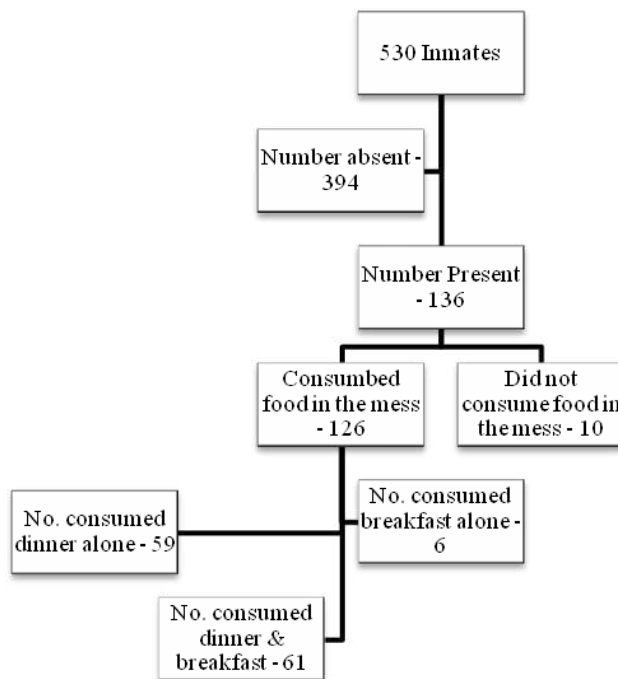 530 Inmates
Number absent -
394
Number Present
- 136
Consumbed
food in the mess
- 126
Did not
consume food in
the mess - 10
No. consumed
dinner alone - 59
No. consumed
breakfast alone -
6
No. consumed
dinner &
breakfast - 61